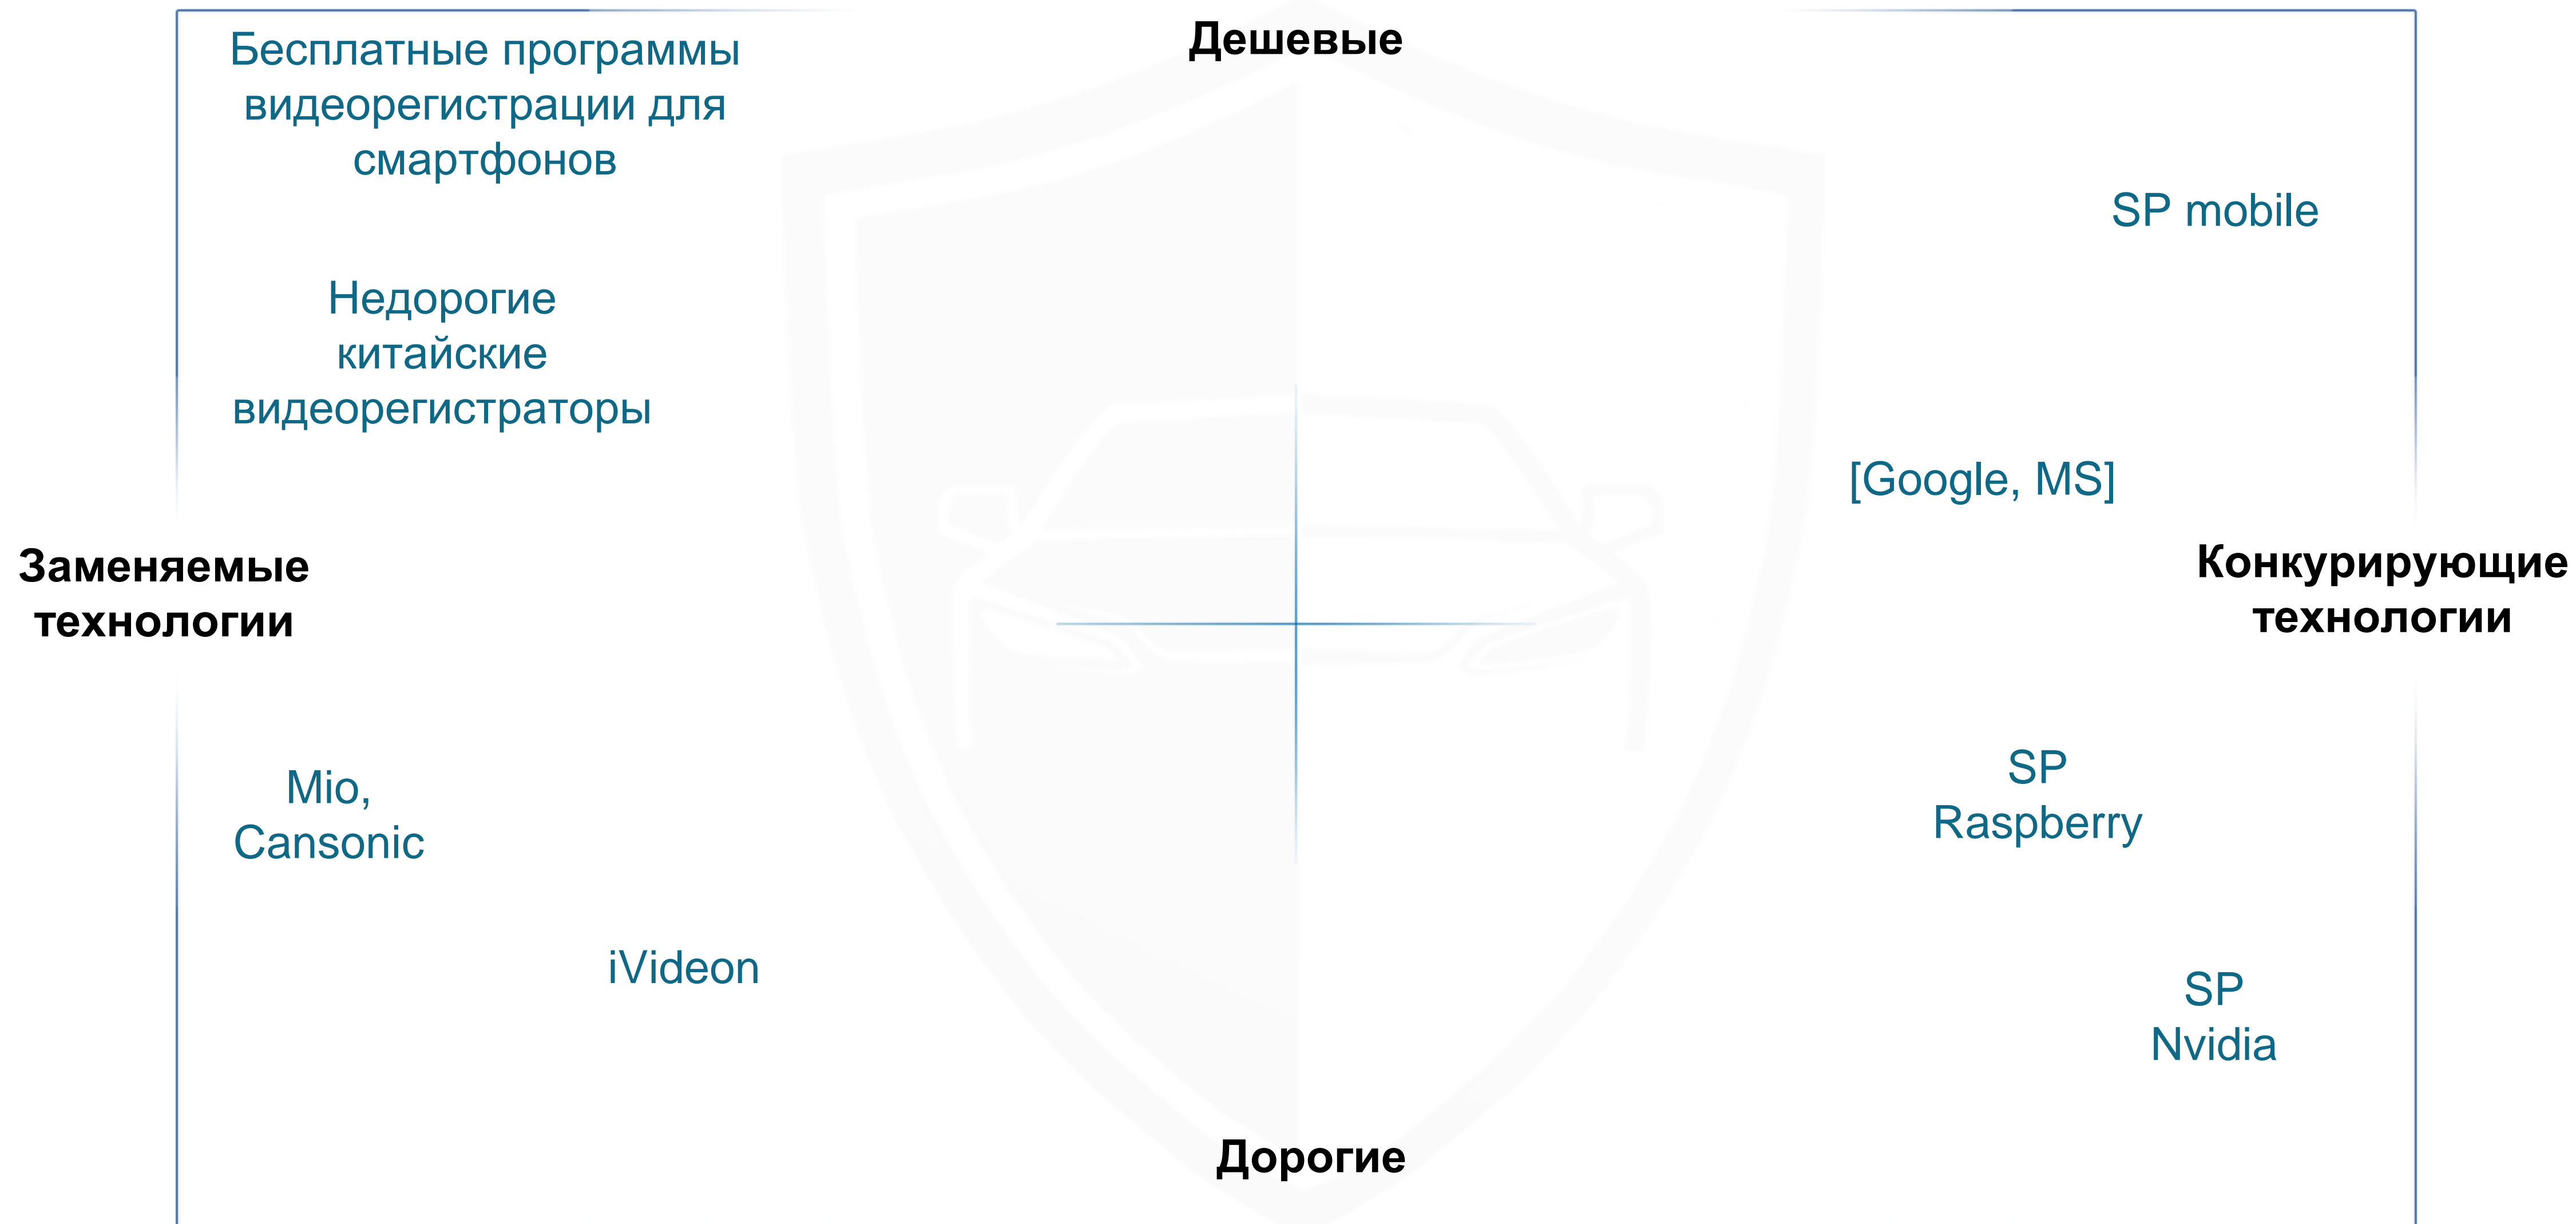 Дешевые
Бесплатные программы
видеорегистрации для
смартфонов
SP mobile
Недорогие
китайские
видеорегистраторы
[Google, MS]
Заменяемые
технологии
Конкурирующие
технологии
Mio,
Cansonic
SP
Raspberry
iVideon
SP
Nvidia
Дорогие